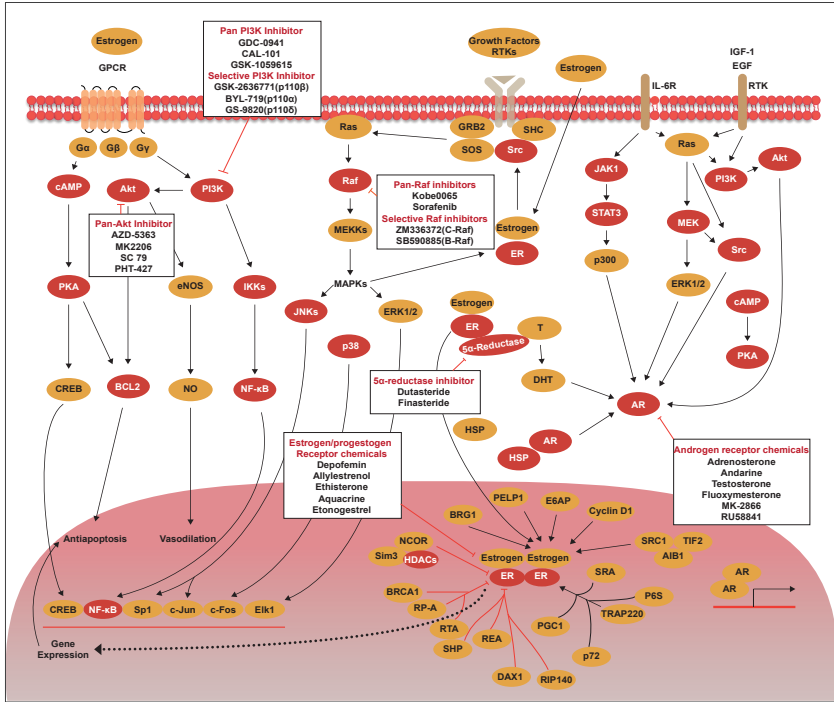 Estrogen
GPCR
Pan PI3K Inhibitor
GDC-0941
CAL-101
GSK-1059615
Selective PI3K Inhibitor
GSK-2636771(p110β)
BYL-719(p110α)
GS-9820(p110δ)
Growth Factors
RTKs
Estrogen
IGF-1
EGF
IL-6R
RTK
Gα
Gβ
Gγ
Ras
GRB2
SHC
SOS
Src
Ras
Akt
cAMP
Akt
PI3K
Raf
JAK1
PI3K
Pan-Raf inhibitors
Kobe0065
Sorafenib
Selective Raf inhibitors
ZM336372(C-Raf)
SB590885(B-Raf)
Pan-Akt Inhibitor
AZD-5363
MK2206
SC 79
PHT-427
MEKKs
Estrogen
ER
STAT3
MEK
Src
p300
PKA
eNOS
IKKs
MAPKs
ERK1/2
JNKs
ERK1/2
Estrogen
ER
5α-Reductase
T
cAMP
p38
PKA
DHT
5α-reductase inhibitor
Dutasteride
Finasteride
CREB
BCL2
NO
NF-κB
AR
HSP
AR
HSP
Estrogen/progestogen
Receptor chemicals
Depofemin
Allylestrenol
Ethisterone
Aquacrine
Etonogestrel
Androgen receptor chemicals
Adrenosterone
Andarine
Testosterone
Fluoxymesterone
MK-2866
RU58841
PELP1
E6AP
BRG1
Cyclin D1
Antiapoptosis
Vasodilation
NCOR
Sim3
HDACs
Estrogen
Estrogen
ER
ER
SRC1
TIF2
AIB1
SRA
AR
AR
BRCA1
RP-A
P6S
TRAP220
CREB
NF-κB
Sp1
c-Jun
c-Fos
Elk1
RTA
SHP
REA
PGC1
p72
Gene
Expression
DAX1
RIP140